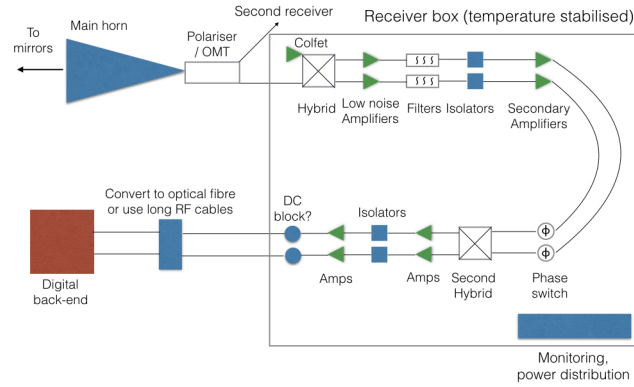 Second receiver
Receiver box (temperature stabilised)
To
mirrors
Main horn
Polariser
/ OMT
Colfet
Hybrid
Low noise
Amplifiers
Filters
Isolators
Secondary
Amplifiers
Convert to optical fibre
or use long RF cables
DC
block?
Isolators
Φ
Φ
Digital
back-end
Amps
Amps
Second
Hybrid
Phase
switch
Monitoring,
power distribution